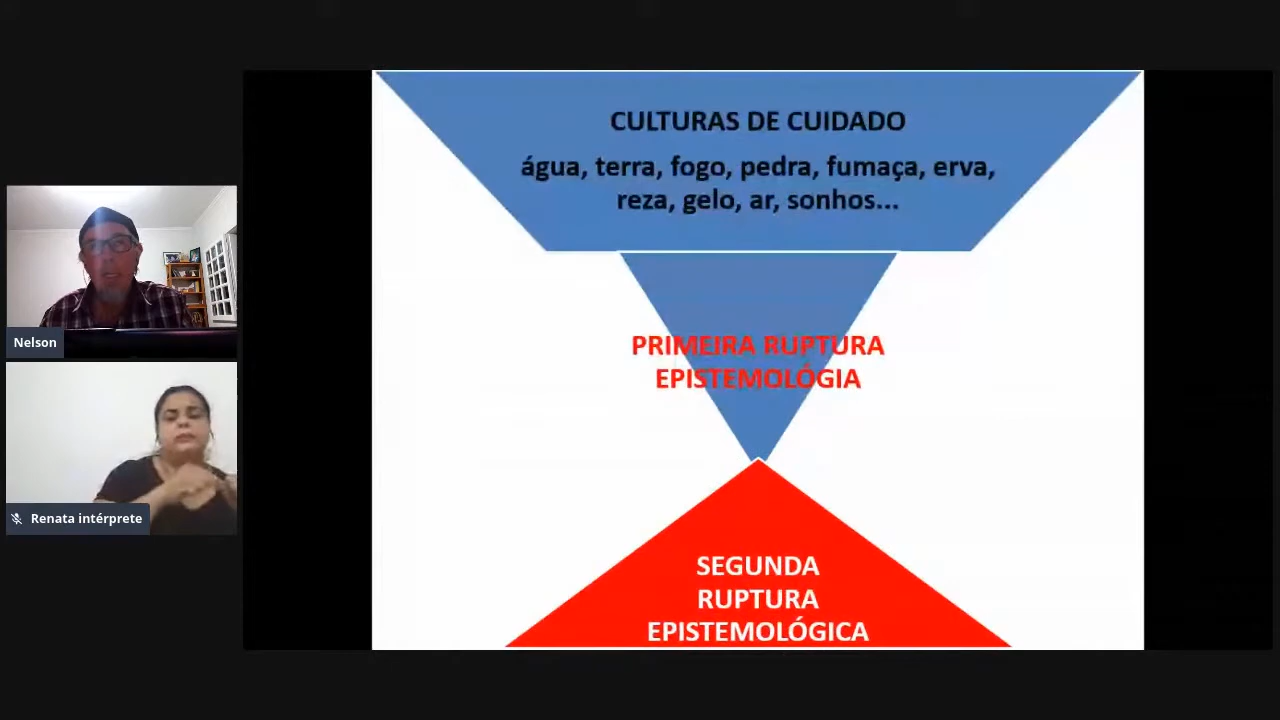 CULTURAS DE CUIDADO
água, terra, fogo, pedra, fumaça, erva,
reza, gelo, ar, sonhos...
PRIMEIRA RUPTURA
EPISTEMOLÓGIA
SEGUNDA
RUPTURA
EPISTEMOLÓGICA
Nelson
Renata intérprete